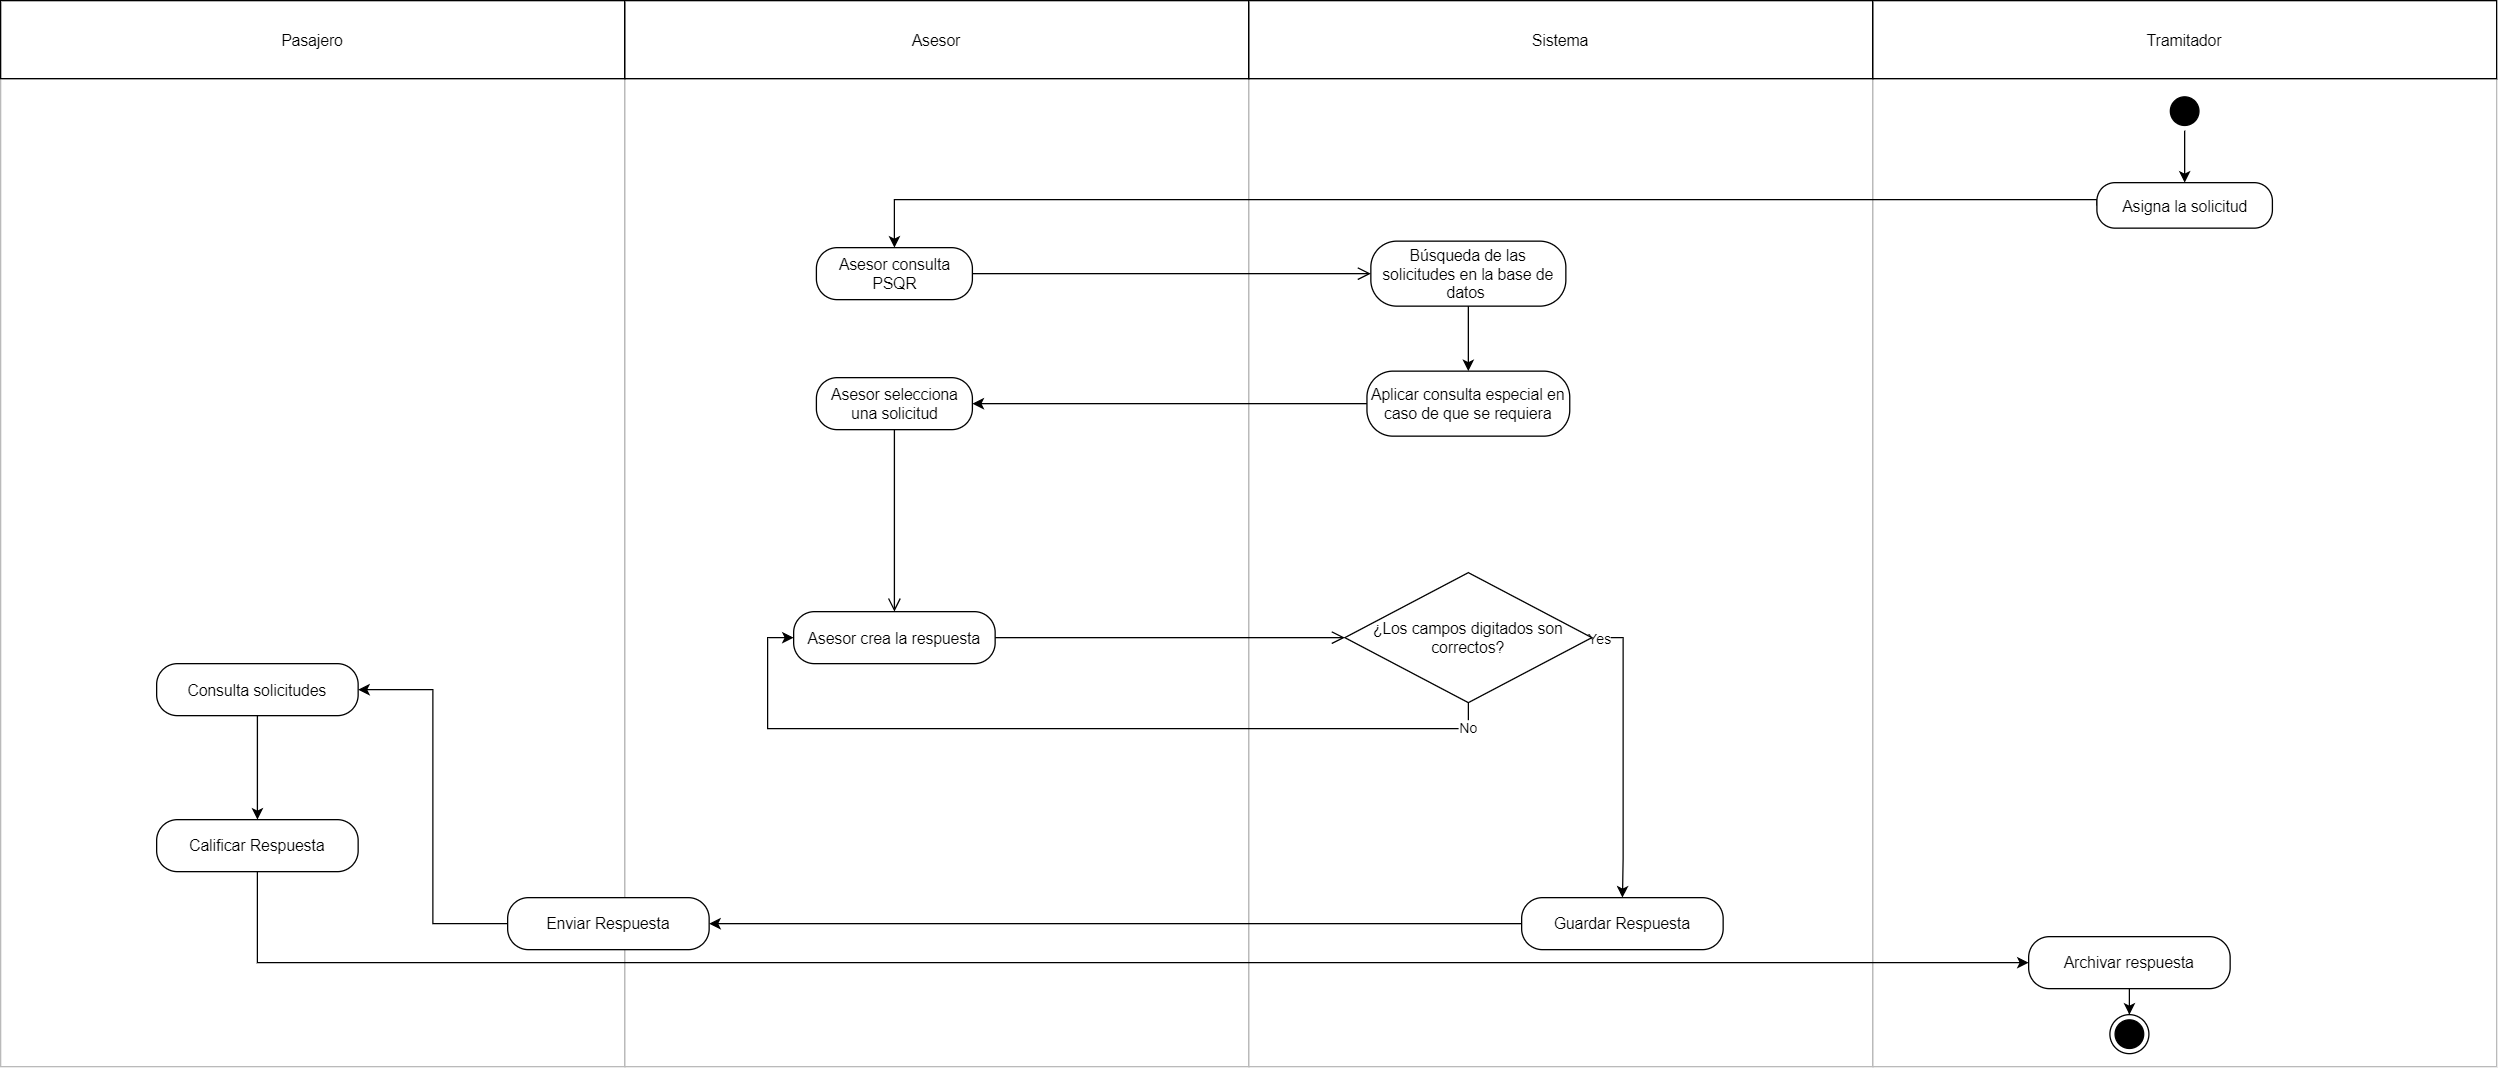 Pasajero
Asesor
Sistema
Tramitador
Asigna la solicitud
Asesor consulta
PSQR
Búsqueda de las
solicitudes en la base de
datos
Asesor selecciona
una solicitud
Aplicar consulta especial en
caso de que se requiera
Asesor crea la respuesta
¿Los campos digitados son
correctos?
Yes
No
Consulta solicitudes
Calificar Respuesta
Enviar Respuesta
Guardar Respuesta
Archivar respuesta